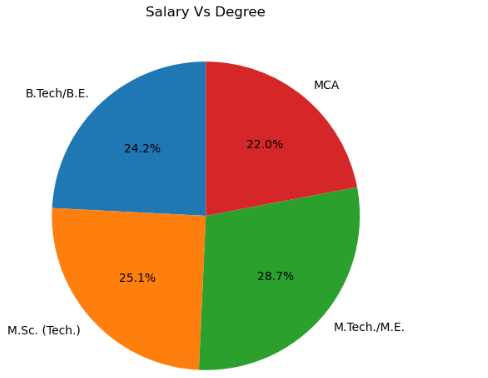 Salary Vs Degree
MCA
B.Tech/B.E.
22.0%
24.2%
28.7%
25.1%
M.Tech./M.E.
M.Sc. (Tech.)